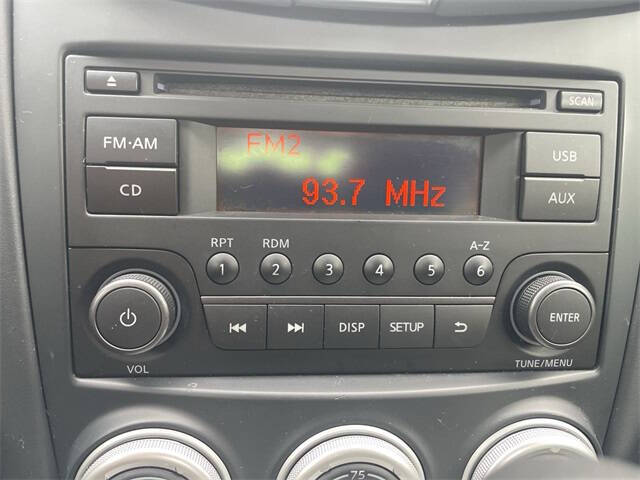 SCAN
FM·AM
FM2
USB
CD
93.7 MHz
AUX
RPT RDM A-Z
1 2 3 4 5 6
DISP SETUP
ENTER
VOL
TUNE/MENU
75